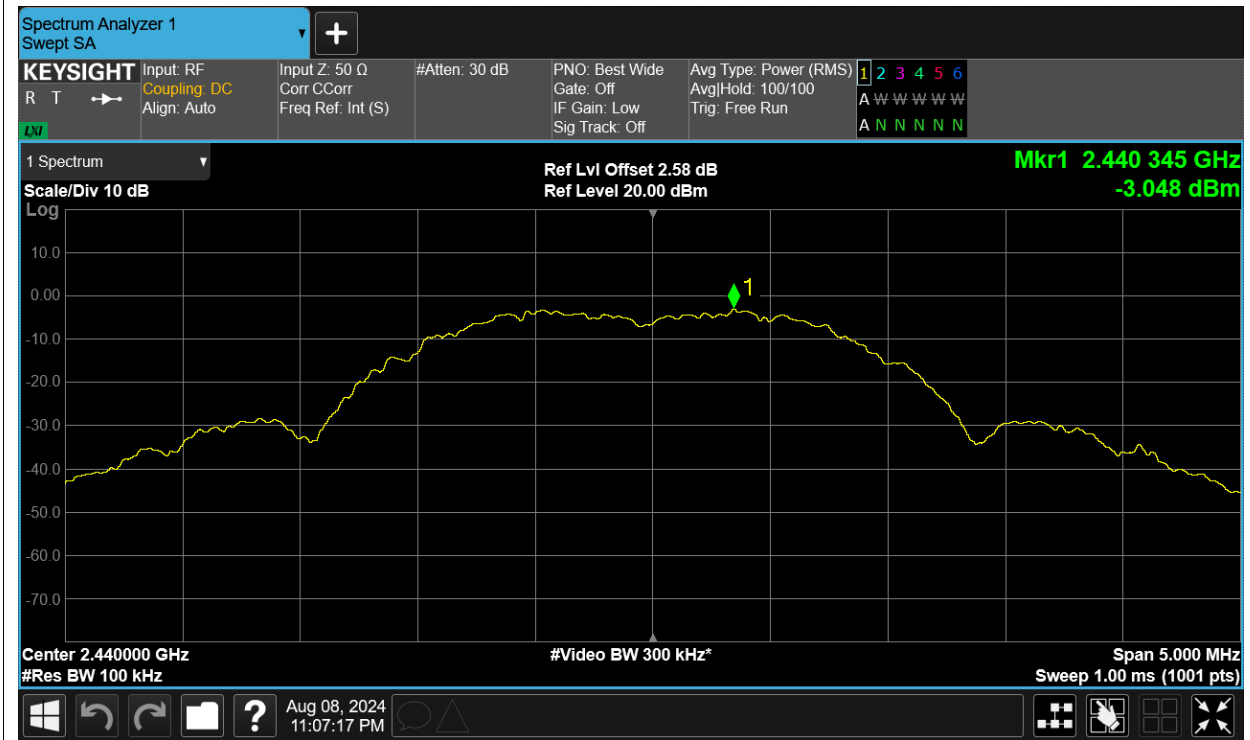 Spectrum Analyzer 1
Swept SA
KEYSIGHT
R T
LXI
Input: RF
Coupling: DC
Align: Auto
Input Z: 50 Ω
Corr CCorr
Freq Ref: Int (S)
#Atten: 30 dB
PNO: Best Wide
Gate: Off
IF Gain: Low
Sig Track: Off
Avg Type: Power (RMS)
Avg|Hold: 100/100
Trig: Free Run
1 2 3 4 5 6
A W W W W W
A N N N N N
1 Spectrum
Scale/Div 10 dB
Log
Ref Lvl Offset 2.58 dB
Ref Level 20.00 dBm
Mkr1 2.440 345 GHz
-3.048 dBm
1
10.0
0.00
-10.0
-20.0
-30.0
-40.0
-50.0
-60.0
-70.0
Center 2.440000 GHz
#Res BW 100 kHz
#Video BW 300 kHz*
Span 5.000 MHz
Sweep 1.00 ms (1001 pts)
?
Aug 08, 2024
11:07:17 PM